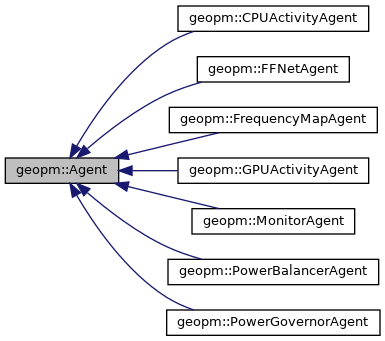 geopm::CPUActivityAgent
geopm::FFNetAgent
geopm::FrequencyMapAgent
geopm::Agent
geopm::GPUActivityAgent
geopm::MonitorAgent
geopm::PowerBalancerAgent
geopm::PowerGovernorAgent